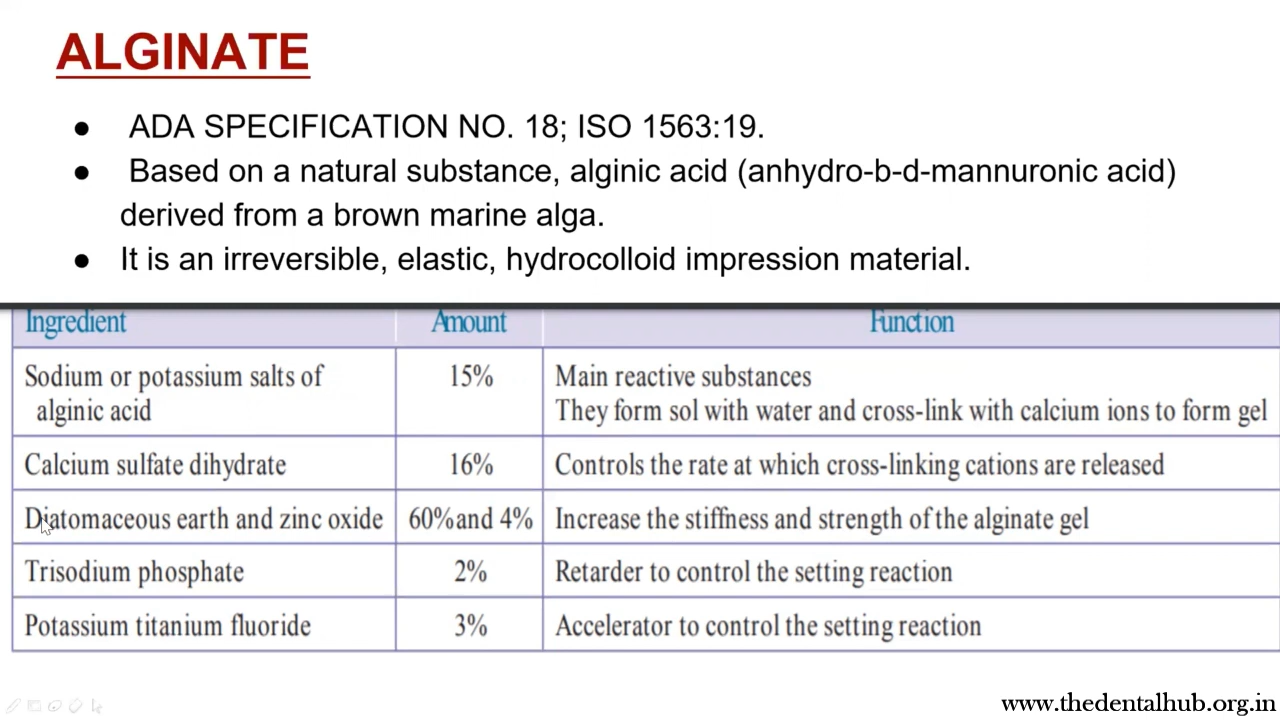 ALGINATE
● ADA SPECIFICATION NO. 18; ISO 1563:19.
● Based on a natural substance, alginic acid (anhydro-b-d-mannuronic acid)
derived from a brown marine alga.
● It is an irreversible, elastic, hydrocolloid impression material.
Ingredient Amount Function
Sodium or potassium salts of 15% Main reactive substances
alginic acid They form sol with water and cross-link with calcium ions to form gel
Calcium sulfate dihydrate 16% Controls the rate at which cross-linking cations are released
Diatomaceous earth and zinc oxide 60% and 4% Increase the stiffness and strength of the alginate gel
Trisodium phosphate 2% Retarder to control the setting reaction
Potassium titanium fluoride 3% Accelerator to control the setting reaction
www.thedentalhub.org.in